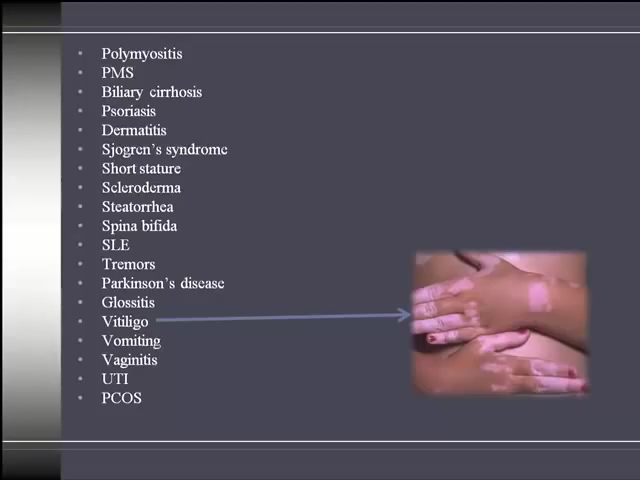 Polymyositis
PMS
Biliary cirrhosis
Psoriasis
Dermatitis
Sjogren's syndrome
Short stature
Scleroderma
Steatorrhea
Spina bifida
SLE
Tremors
Parkinson's disease
Glossitis
Vitiligo
Vomiting
Vaginitis
UTI
PCOS